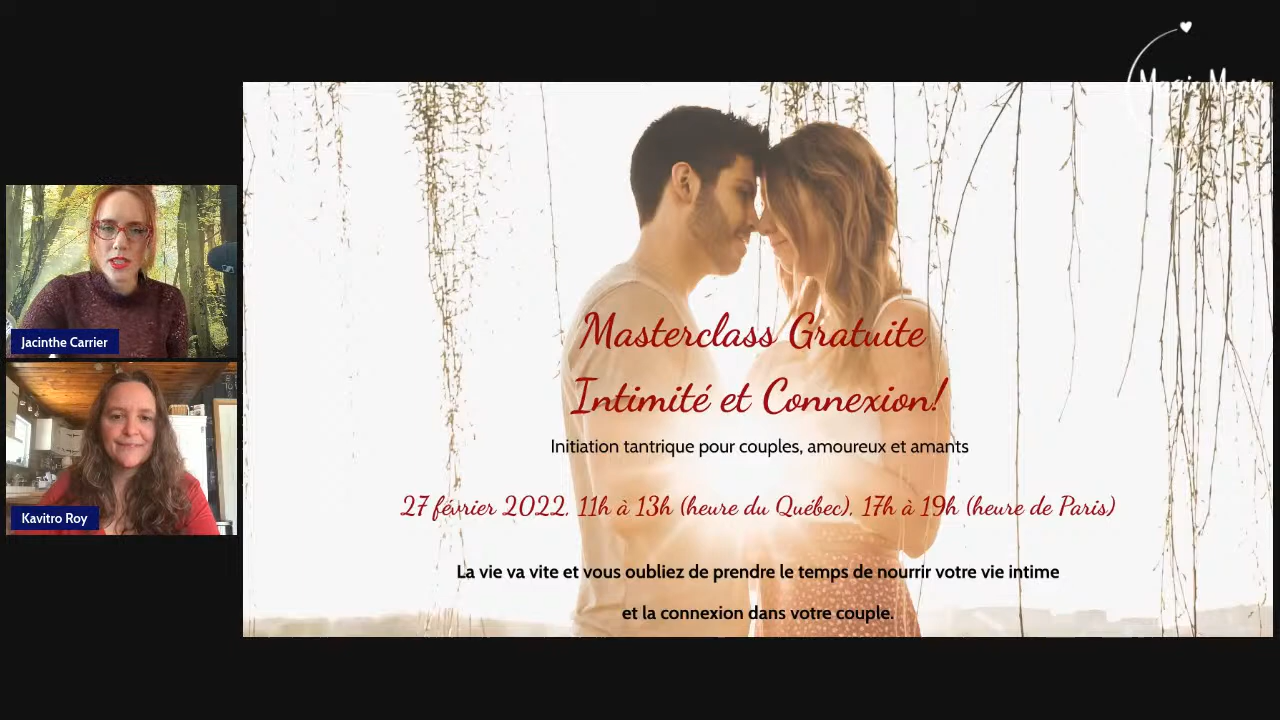 Magic Moon
Jacinthe Carrier
Kavitro Roy
Masterclass Gratuite
Intimité et Connexion!
Initiation tantrique pour couples, amoureux et amants
27 février 2022, 11h à 13h (heure du Québec), 17h à 19h (heure de Paris)
La vie va vite et vous oubliez de prendre le temps de nourrir votre vie intime
et la connexion dans votre couple.